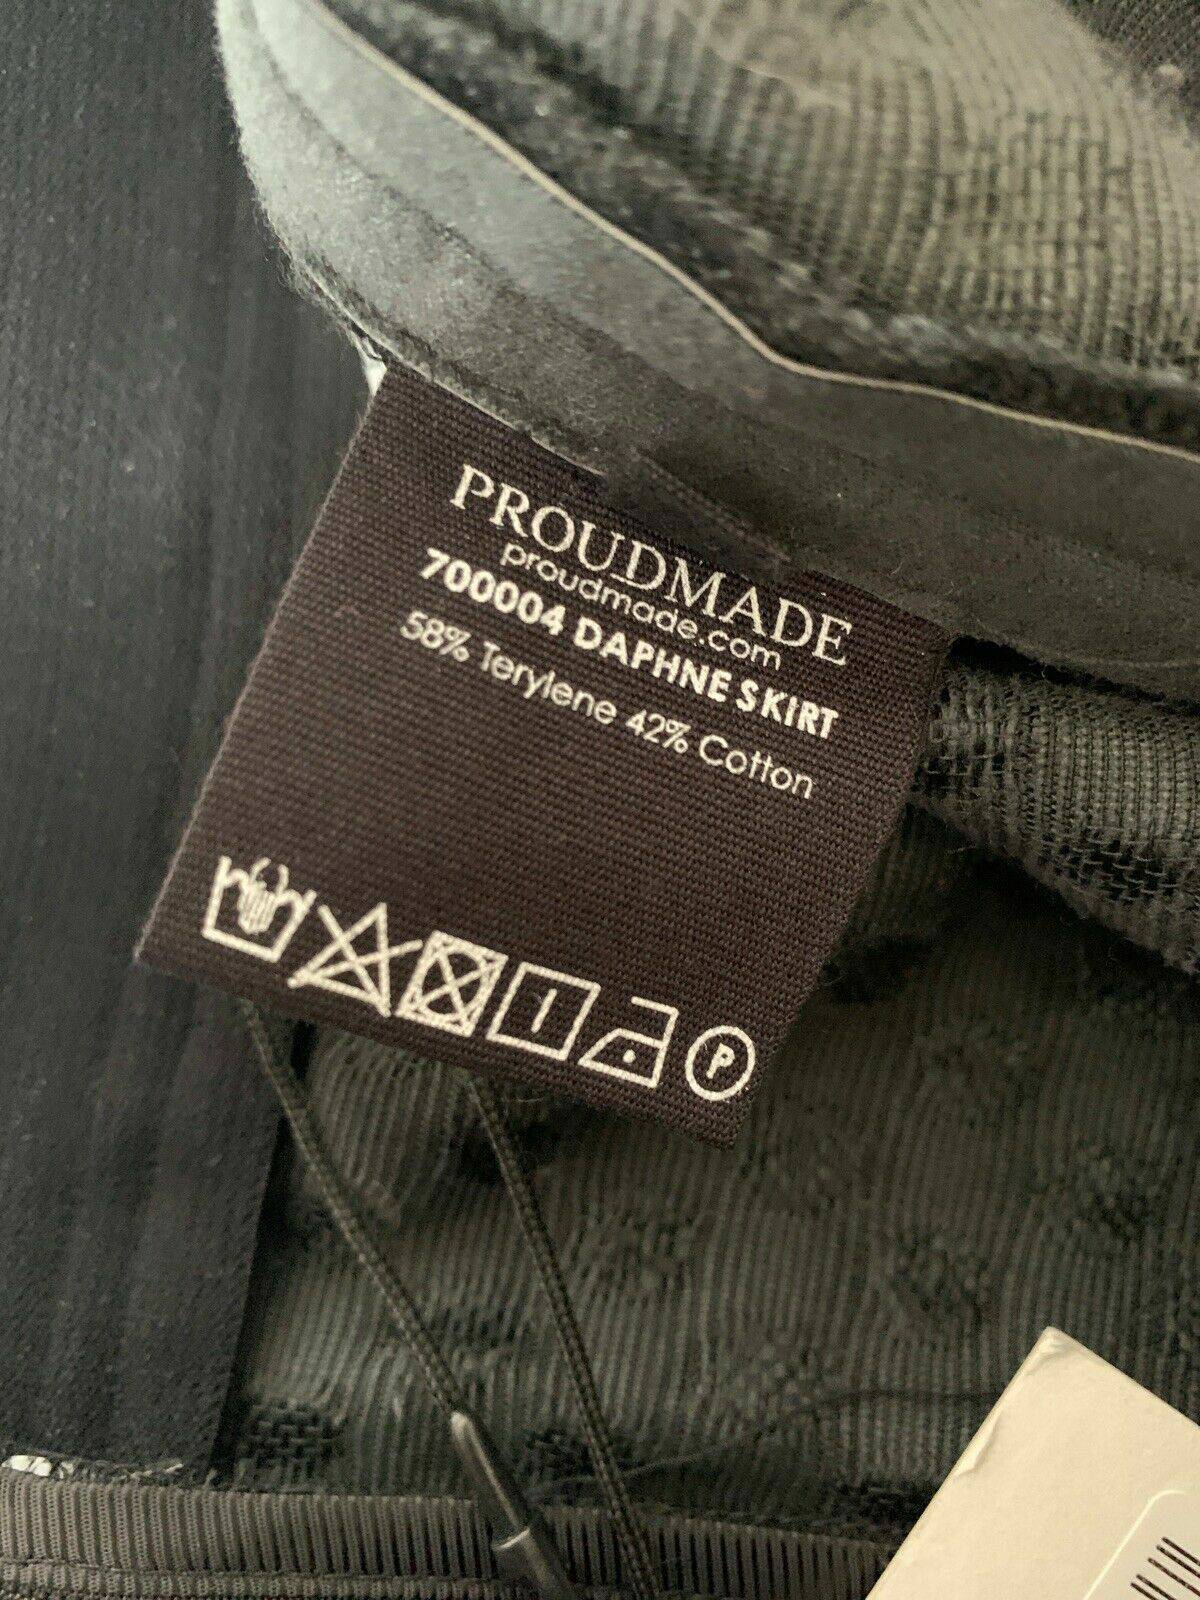 PROUDMADE
proudmade.com
700004 DAPHNE SKIRT
58% Terylene 42% Cotton
P